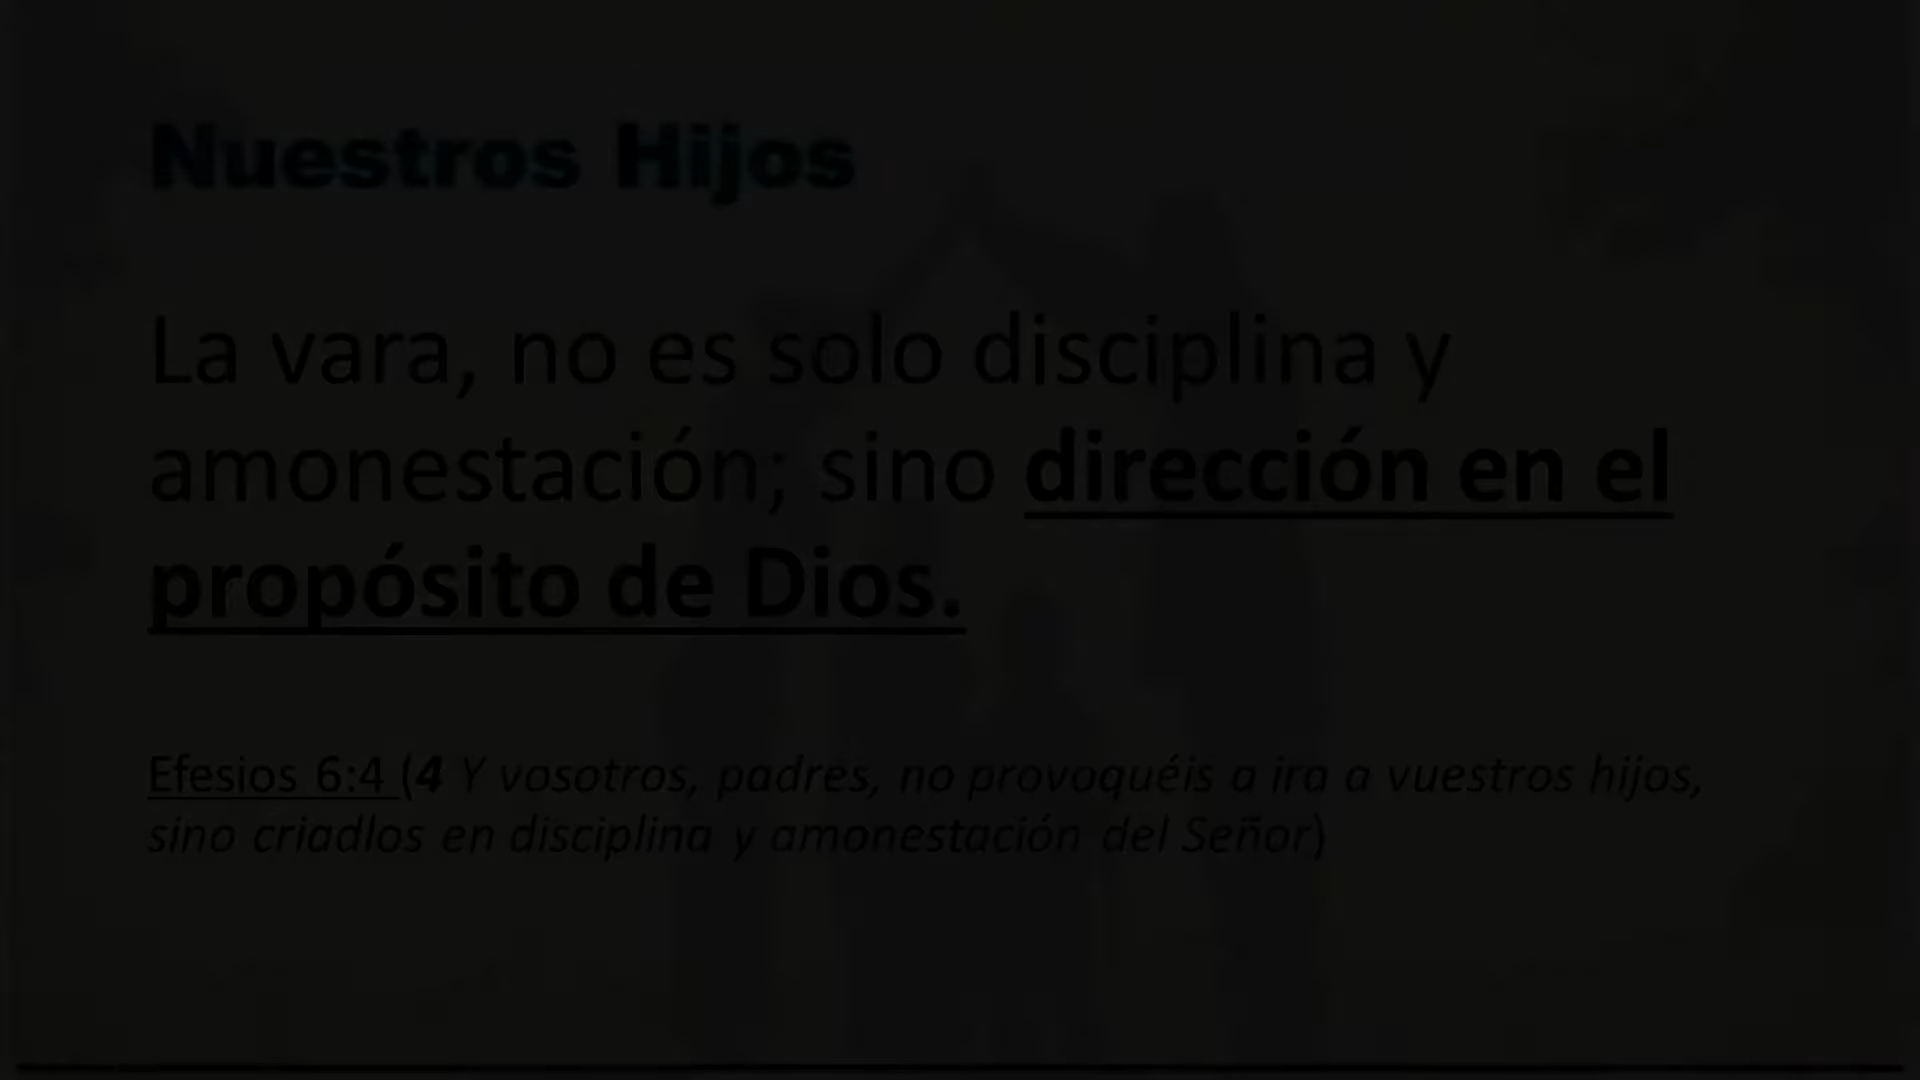 Nuestros Hijos
La vara, no es solo disciplina y
amonestación; sino dirección en el
propósito de Dios.
Efesios 6:4 (4 Y vosotros, padres, no provoquéis a ira a vuestros hijos,
sino criadlos en disciplina y amonestación del Señor)